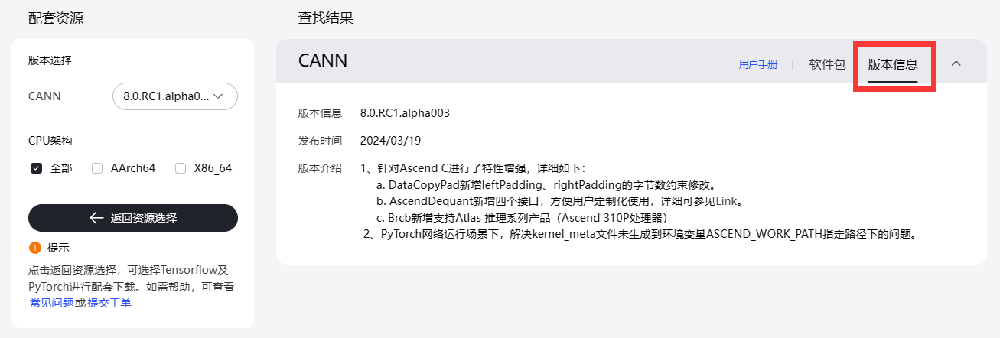 配套资源
版本选择
CANN
8.0.RC1.alpha0...
CPU架构
全部 AArch64 X86_64
返回资源选择
提示
点击返回资源选择，可选择Tensorflow及
PyTorch进行配套下载。如需帮助，可查看
常见问题或提交工单
查找结果
CANN
用户手册
软件包
版本信息
版本信息 8.0.RC1.alpha003
发布时间 2024/03/19
版本介绍 1、针对Ascend C进行了特性增强，详细如下：
a. DataCopyPad新增leftPadding、rightPadding的字节数约束修改。
b. AscendDequant新增四个接口，方便用户定制化使用，详细可参见Link。
c. Brcb新增支持Atlas 推理系列产品（Ascend 310P处理器）
2、PyTorch网络运行场景下，解决kernel_meta文件未生成到环境变量ASCEND_WORK_PATH指定路径下的问题。